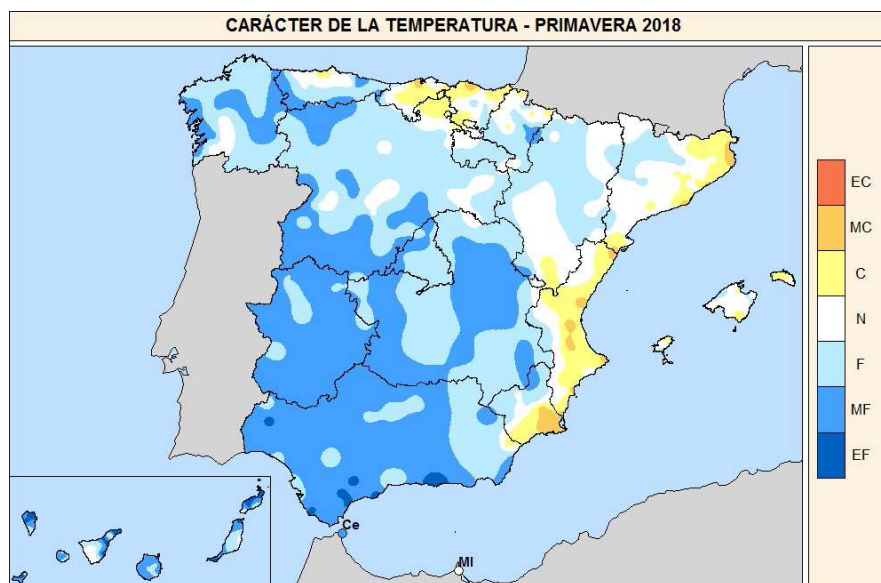 CARÁCTER DE LA TEMPERATURA - PRIMAVERA 2018
EC
MC
C
N
F
MF
EF
Ce
Ml